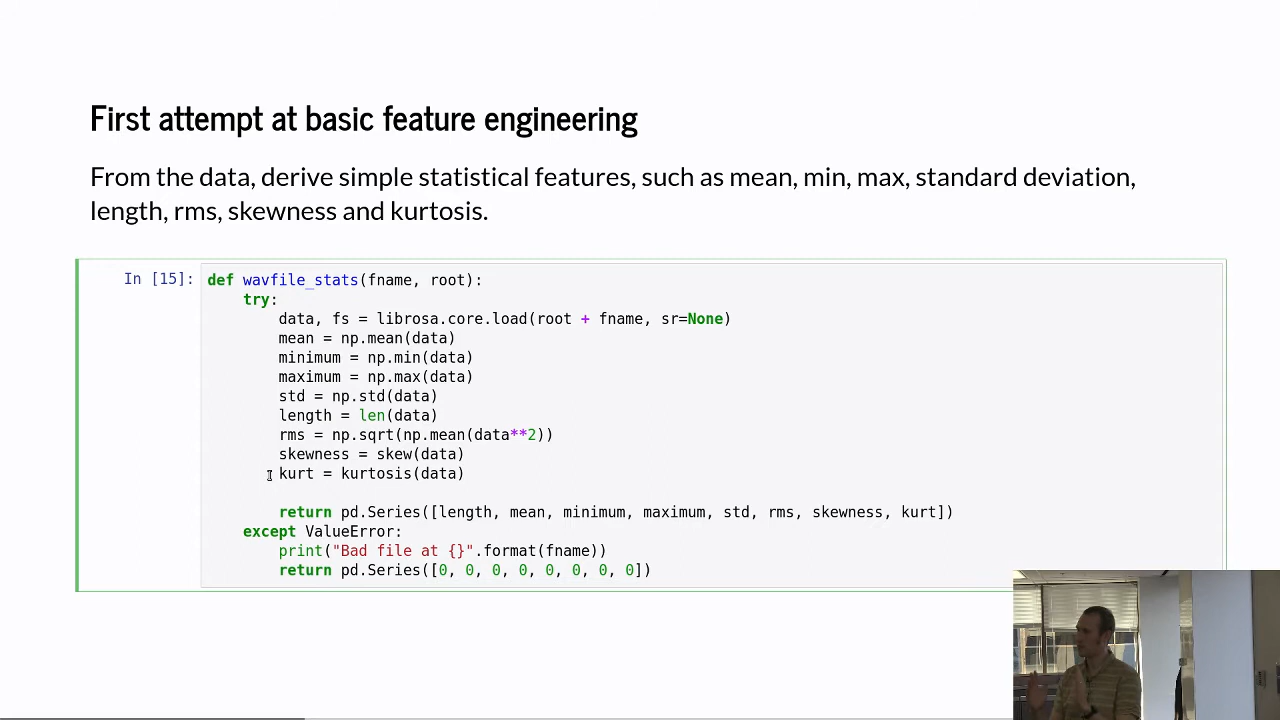 First attempt at basic feature engineering
From the data, derive simple statistical features, such as mean, min, max, standard deviation,
length, rms, skewness and kurtosis.
In [15]:
def wavfile_stats(fname, root):
    try:
        data, fs = librosa.core.load(root + fname, sr=None)
        mean = np.mean(data)
        minimum = np.min(data)
        maximum = np.max(data)
        std = np.std(data)
        length = len(data)
        rms = np.sqrt(np.mean(data**2))
        skewness = skew(data)
        kurt = kurtosis(data)
        return pd.Series([length, mean, minimum, maximum, std, rms, skewness, kurt])
    except ValueError:
        print("Bad file at {}".format(fname))
        return pd.Series([0, 0, 0, 0, 0, 0, 0, 0])